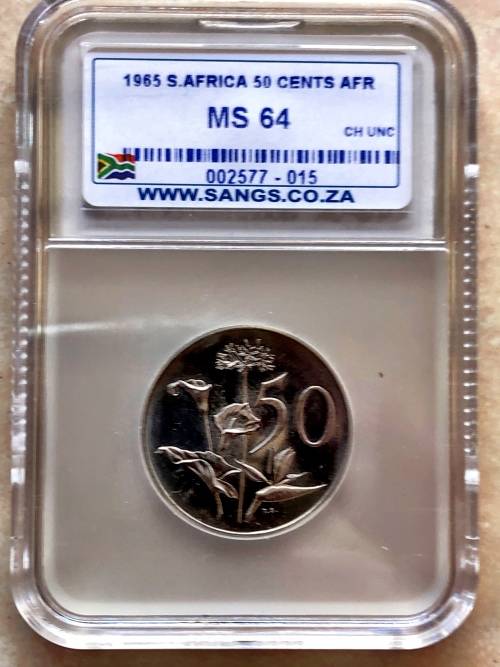 1965 S.AFRICA 50 CENTS AFR
MS 64
CH UNC
002577 - 015
WWW.SANGS.CO.ZA
50